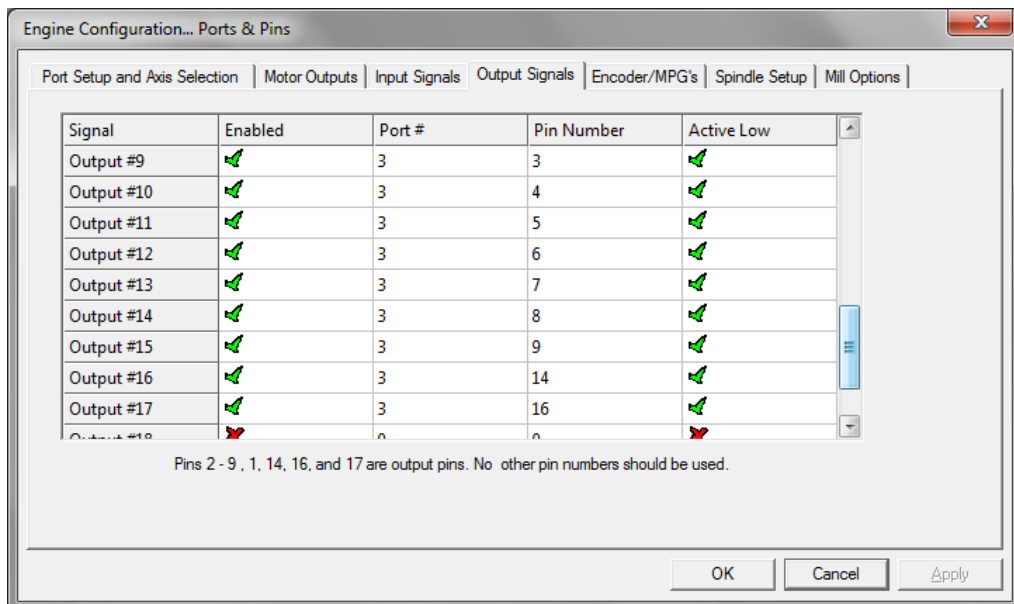 Engine Configuration... Ports & Pins
Port Setup and Axis Selection Motor Outputs Input Signals Output Signals Encoder/MPG's Spindle Setup Mill Options
Signal Enabled Port # Pin Number Active Low
Output #9 3 3
Output #10 3 4
Output #11 3 5
Output #12 3 6
Output #13 3 7
Output #14 3 8
Output #15 3 9
Output #16 3 14
Output #17 3 16
Output #18 0 0
Pins 2 - 9 , 1, 14, 16, and 17 are output pins. No other pin numbers should be used.
OK Cancel Apply